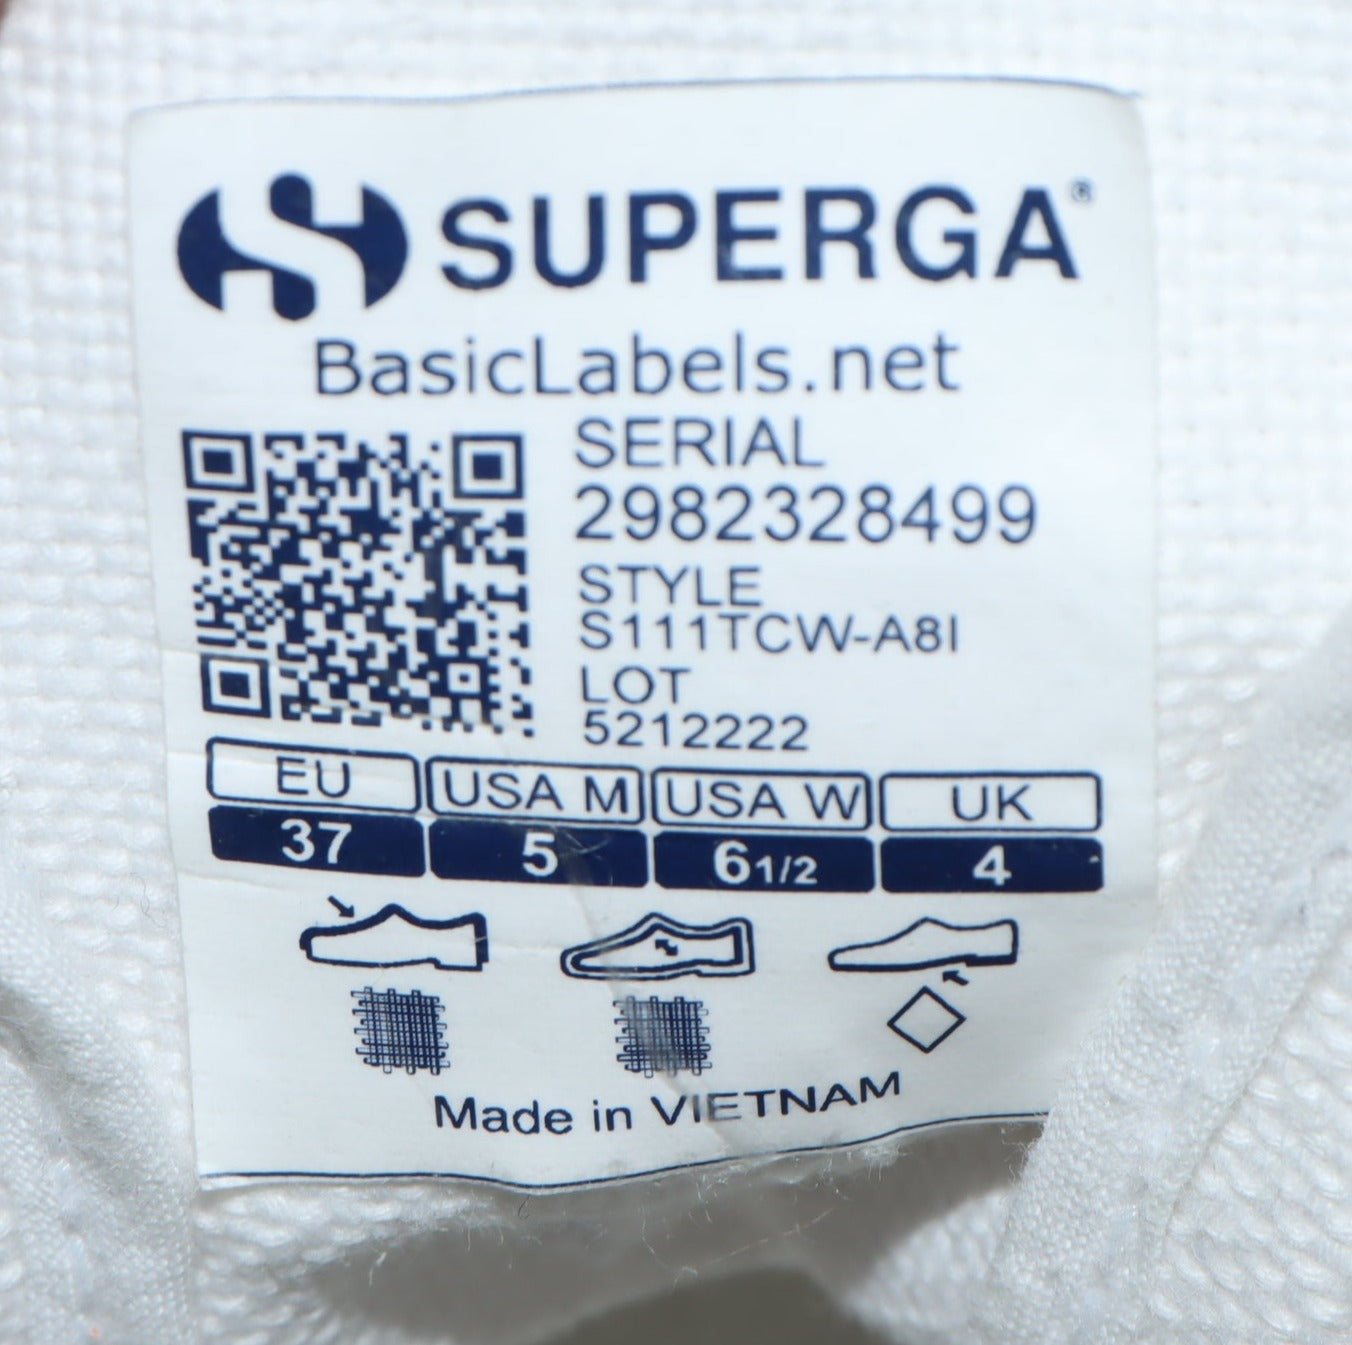 SUPERGA®
BasicLabels.net
SERIAL
2982328499
STYLE
S111TCW-A8I
LOT
5212222
EU USA M USA W UK
37 5 6 1/2 4
Made in VIETNAM